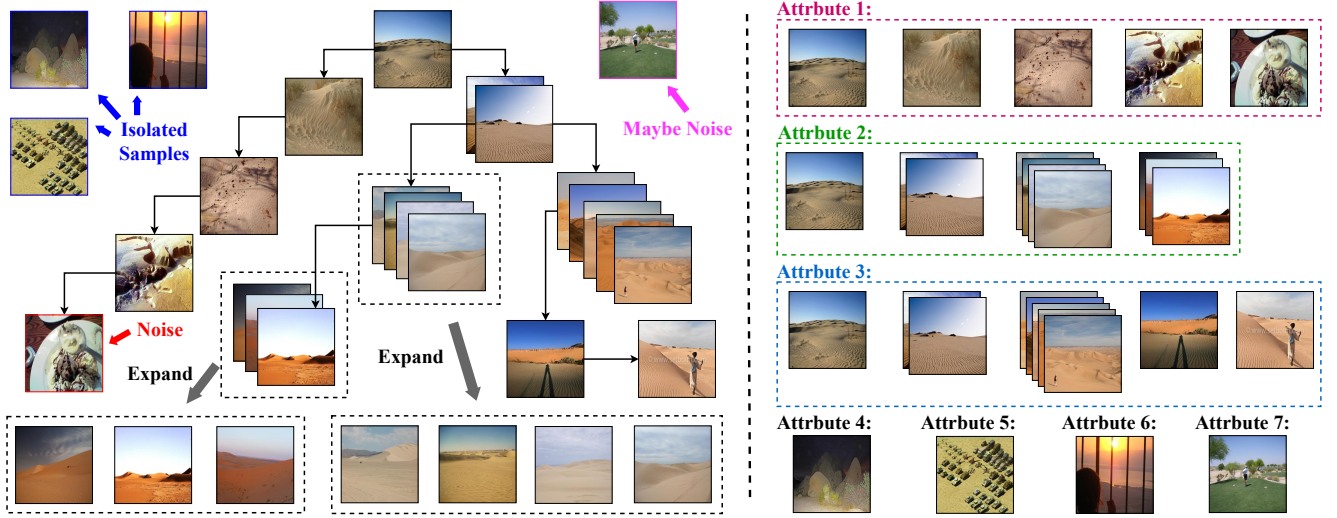 Isolated
Samples
Maybe Noise
Noise
Expand
Expand
Attrbute 1:
Attrbute 2:
Attrbute 3:
Attrbute 4:
Attrbute 5:
Attrbute 6:
Attrbute 7: